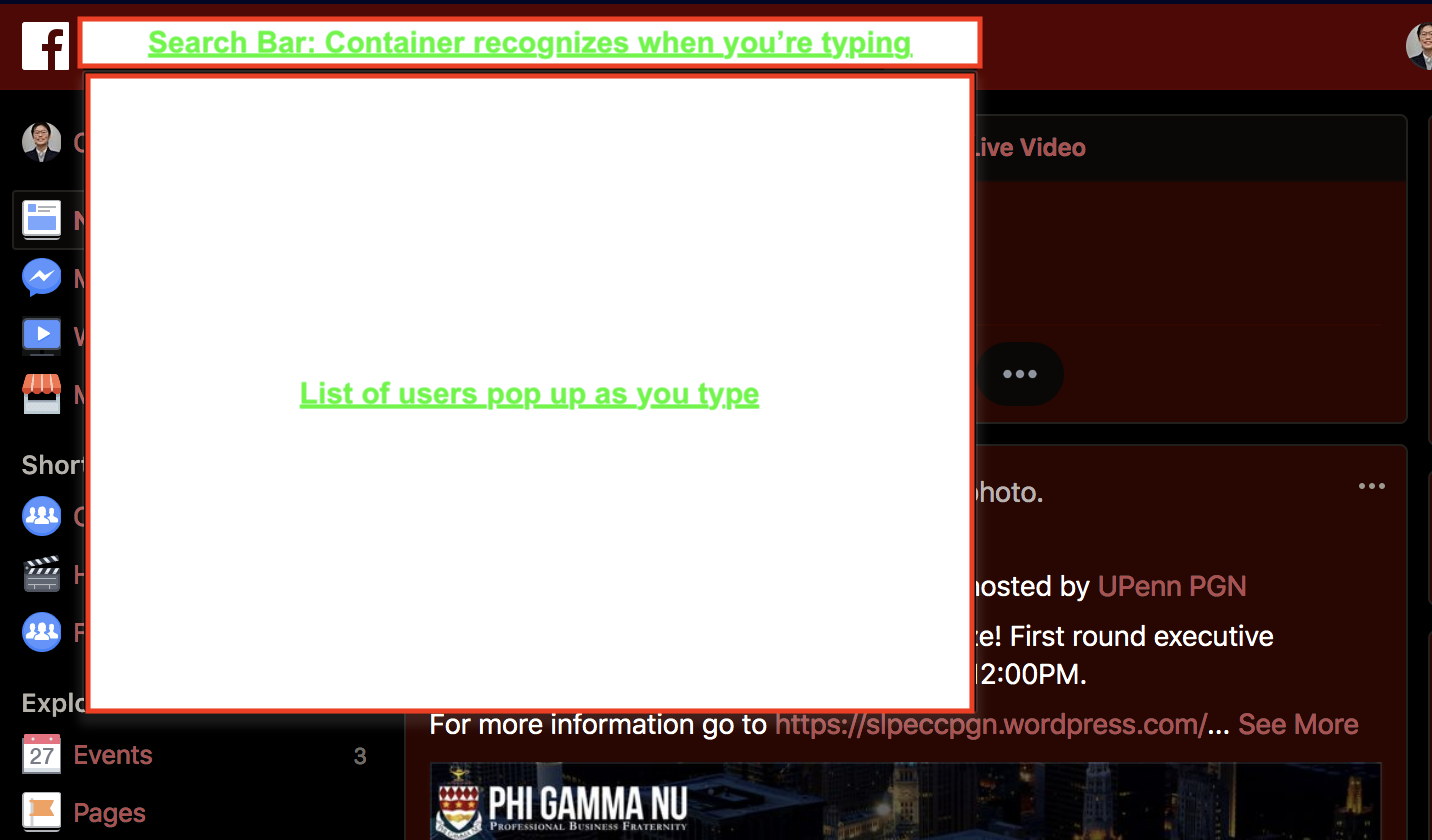 f
Search Bar: Container recognizes when you’re typing
Live Video
List of users pop up as you type
•••
Short
photo.
•••
hosted by UPenn PGN
First round executive
12:00PM.
Explo
For more information go to https://slpeccpgn.wordpress.com/... See More
27 Events 3
Pages
PHI GAMMA NU
PROFESSIONAL BUSINESS FRATERNITY